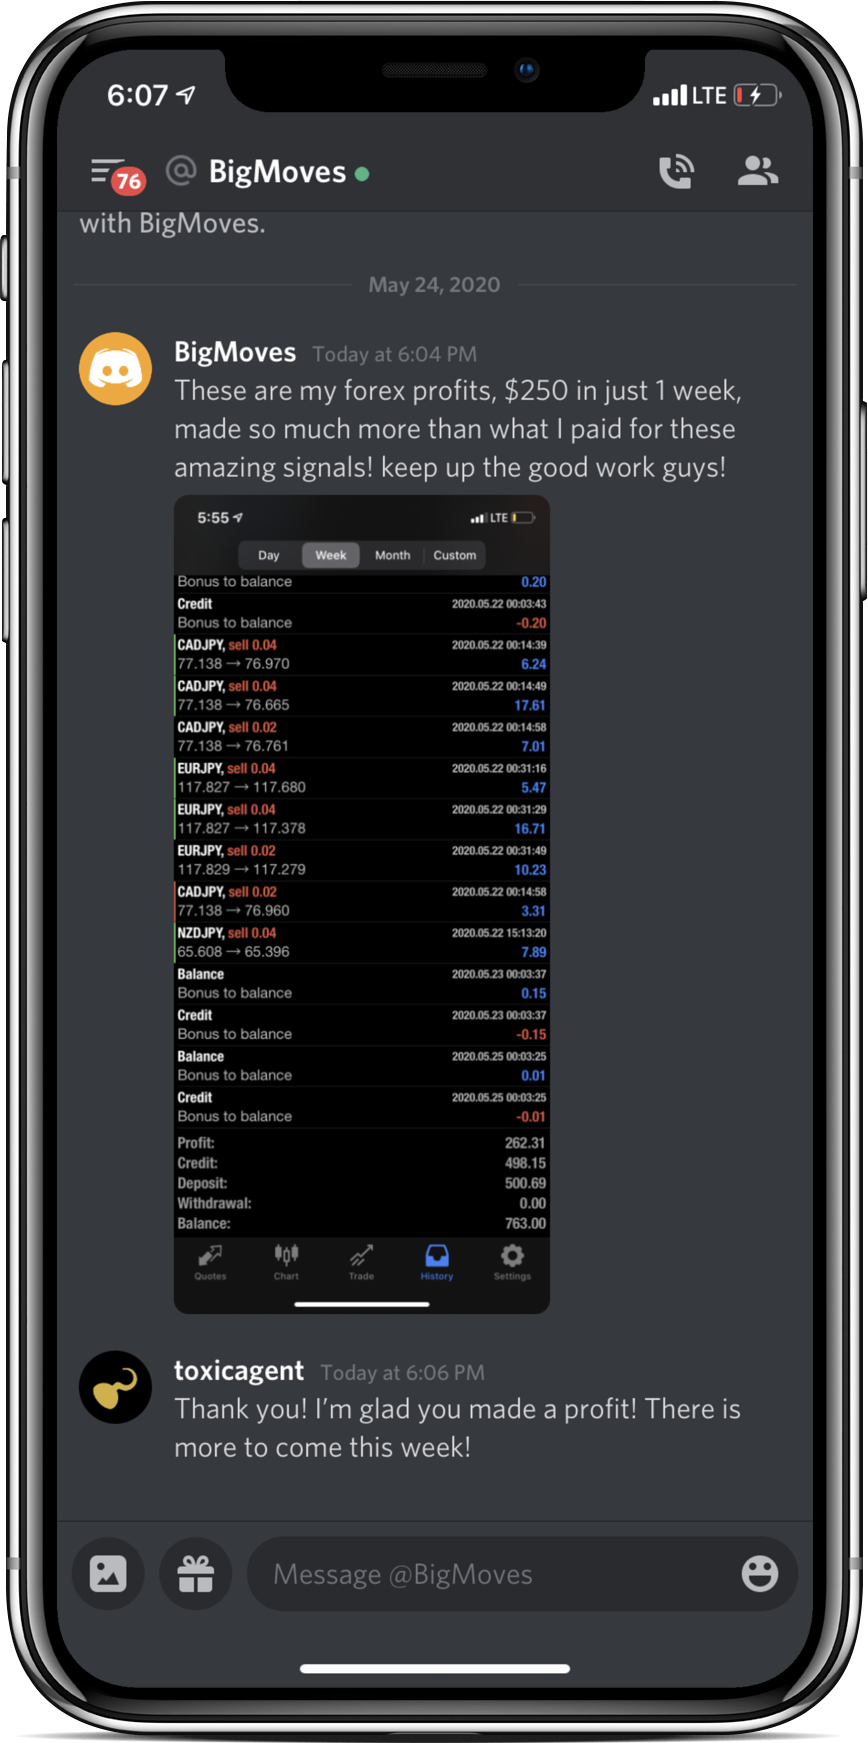 6:07 LTE
76 @ BigMoves
with BigMoves.
May 24, 2020
BigMoves Today at 6:04 PM
These are my forex profits, $250 in just 1 week,
made so much more than what I paid for these
amazing signals! keep up the good work guys!
5:55 LTE
Day Week Month Custom
Bonus to balance 0.20
Credit 2020.05.22 00:03:43
Bonus to balance -0.20
CADJPY, sell 0.04 2020.05.22 00:14:39
77.138 → 76.970 6.24
CADJPY, sell 0.04 2020.05.22 00:14:49
77.138 → 76.665 17.61
CADJPY, sell 0.02 2020.05.22 00:14:58
77.138 → 76.761 7.01
EURJPY, sell 0.04 2020.05.22 00:31:16
117.827 → 117.680 5.47
EURJPY, sell 0.04 2020.05.22 00:31:29
117.827 → 117.378 16.71
EURJPY, sell 0.02 2020.05.22 00:31:49
117.829 → 117.279 10.23
CADJPY, sell 0.02 2020.05.22 00:14:58
77.138 → 76.960 3.31
NZDJPY, sell 0.04 2020.05.22 15:13:20
65.608 → 65.396 7.89
Balance 2020.05.23 00:03:37
Bonus to balance 0.15
Credit 2020.05.23 00:03:37
Bonus to balance -0.15
Balance 2020.05.25 00:03:25
Bonus to balance 0.01
Credit 2020.05.25 00:03:25
Bonus to balance -0.01
Profit: 262.31
Credit: 498.15
Deposit: 500.69
Withdrawal: 0.00
Balance: 763.00
Quotes Chart Trade History Settings
toxicagent Today at 6:06 PM
Thank you! I'm glad you made a profit! There is
more to come this week!
Message @BigMoves